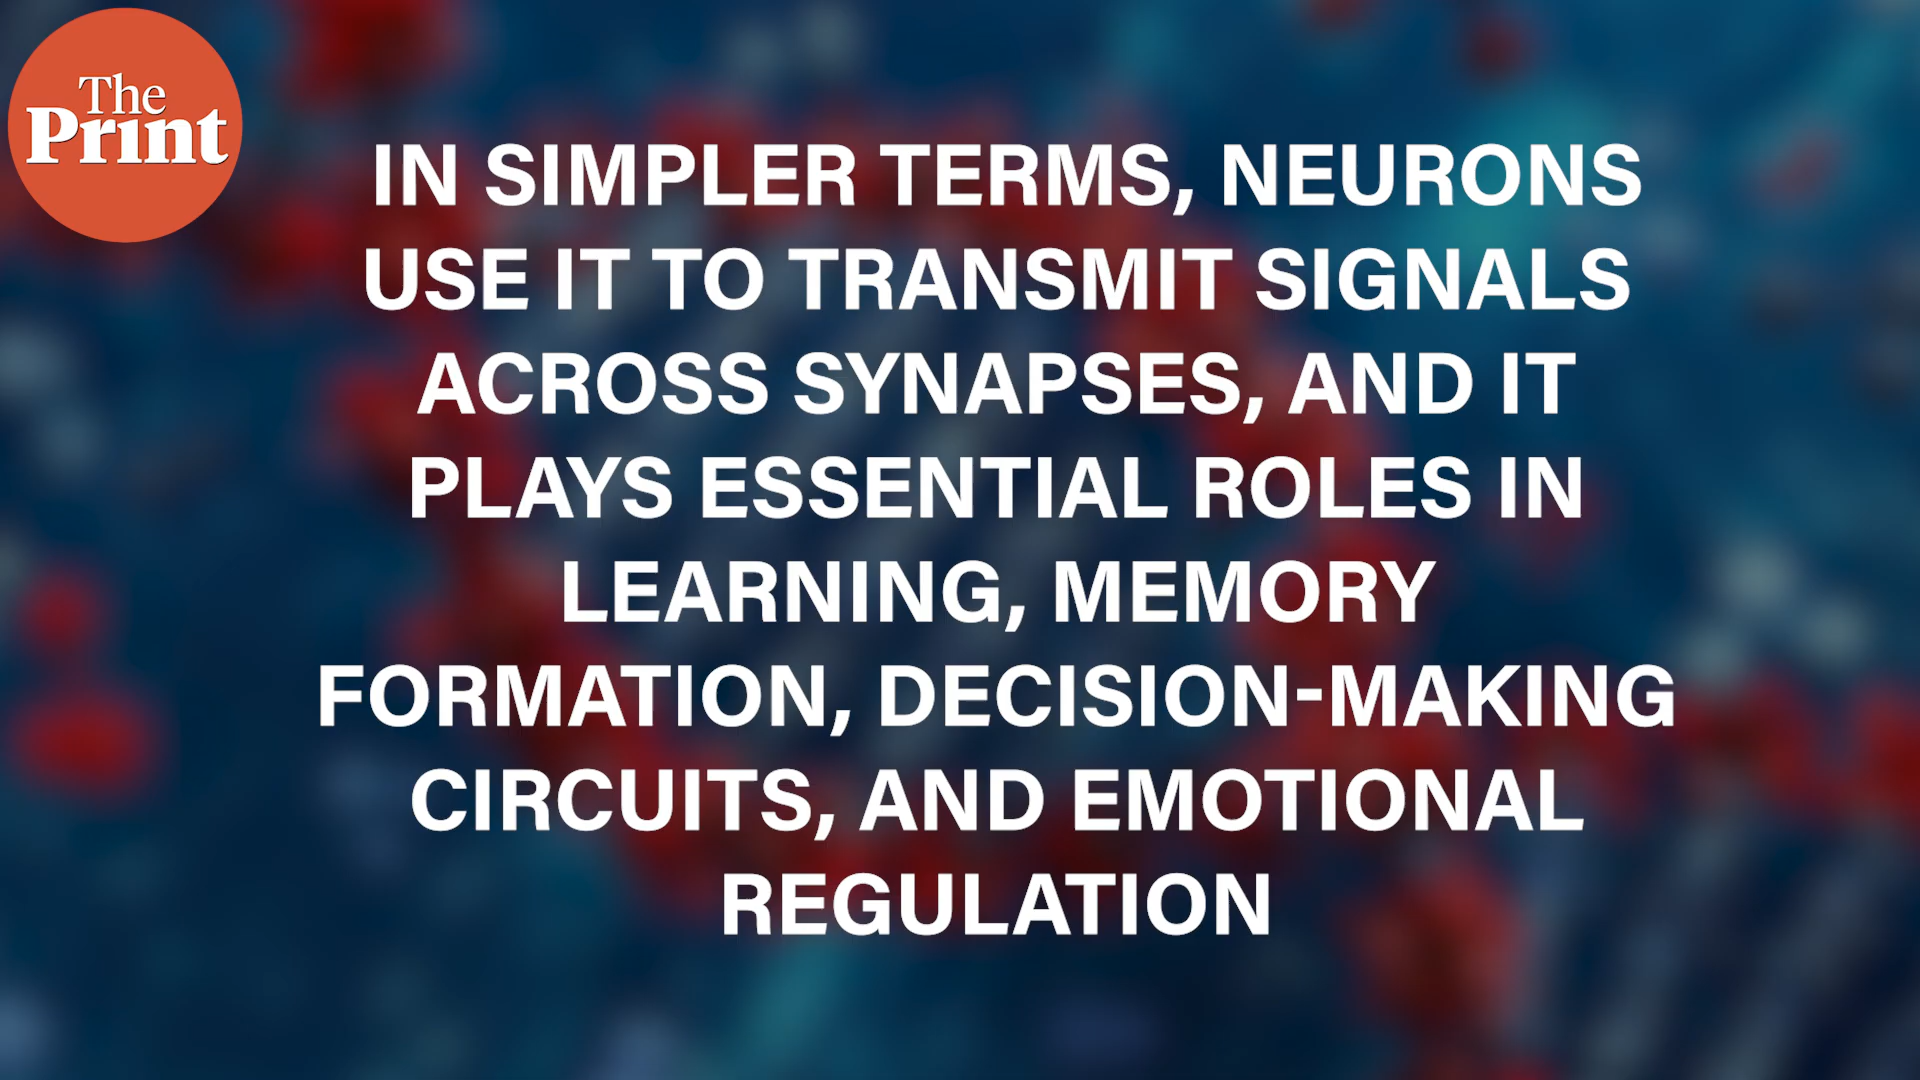 The
Print
IN SIMPLER TERMS, NEURONS
USE IT TO TRANSMIT SIGNALS
ACROSS SYNAPSES, AND IT
PLAYS ESSENTIAL ROLES IN
LEARNING, MEMORY
FORMATION, DECISION-MAKING
CIRCUITS, AND EMOTIONAL
REGULATION